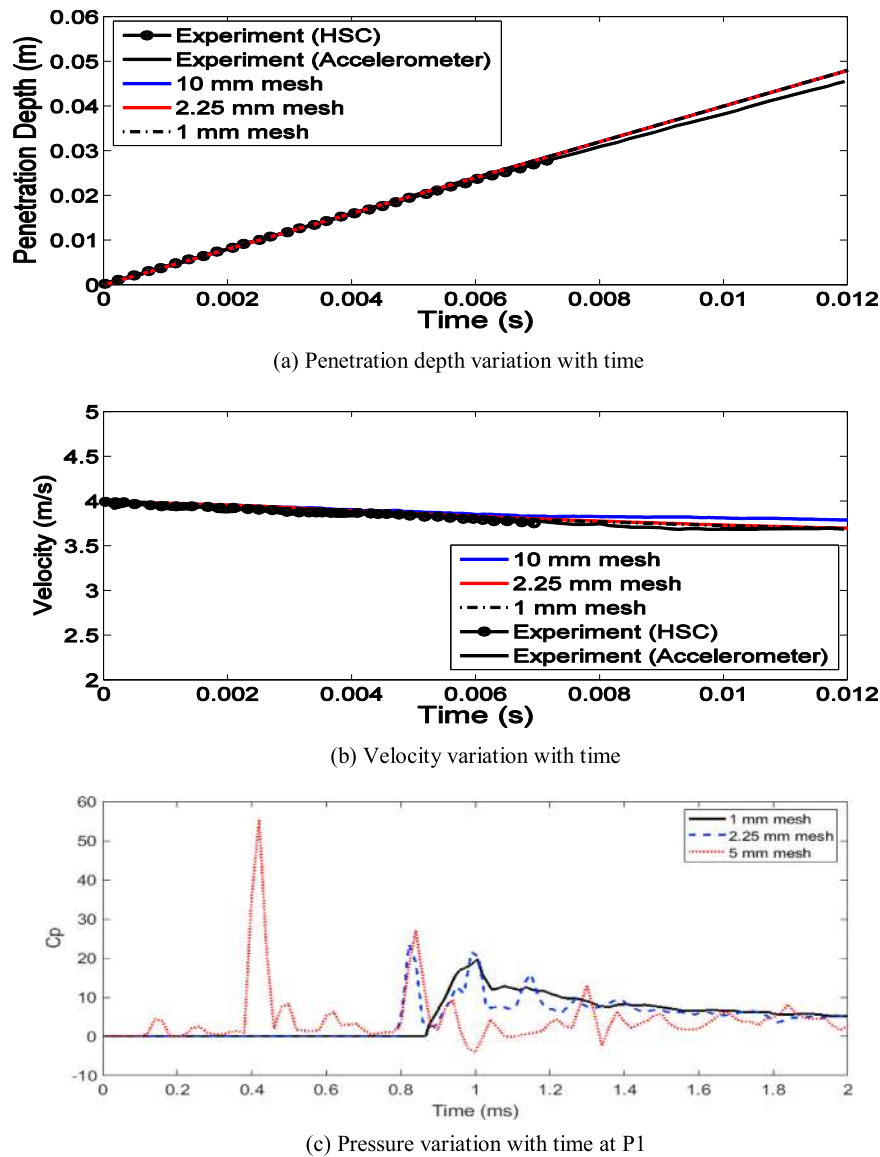 0.06
0.05
0.04
0.03
0.02
0.01
0
Penetration Depth (m)
Experiment (HSC)
Experiment (Accelerometer)
10 mm mesh
2.25 mm mesh
1 mm mesh
0 0.002 0.004 0.006 0.008 0.01 0.012
Time (s)
(a) Penetration depth variation with time
5
4.5
4
3.5
3
2.5
2
Velocity (m/s)
10 mm mesh
2.25 mm mesh
1 mm mesh
Experiment (HSC)
Experiment (Accelerometer)
0 0.002 0.004 0.006 0.008 0.01 0.012
Time (s)
(b) Velocity variation with time
60
50
40
30
20
10
0
-10
Cp
1 mm mesh
2.25 mm mesh
5 mm mesh
0 0.2 0.4 0.6 0.8 1 1.2 1.4 1.6 1.8 2
Time (ms)
(c) Pressure variation with time at P1